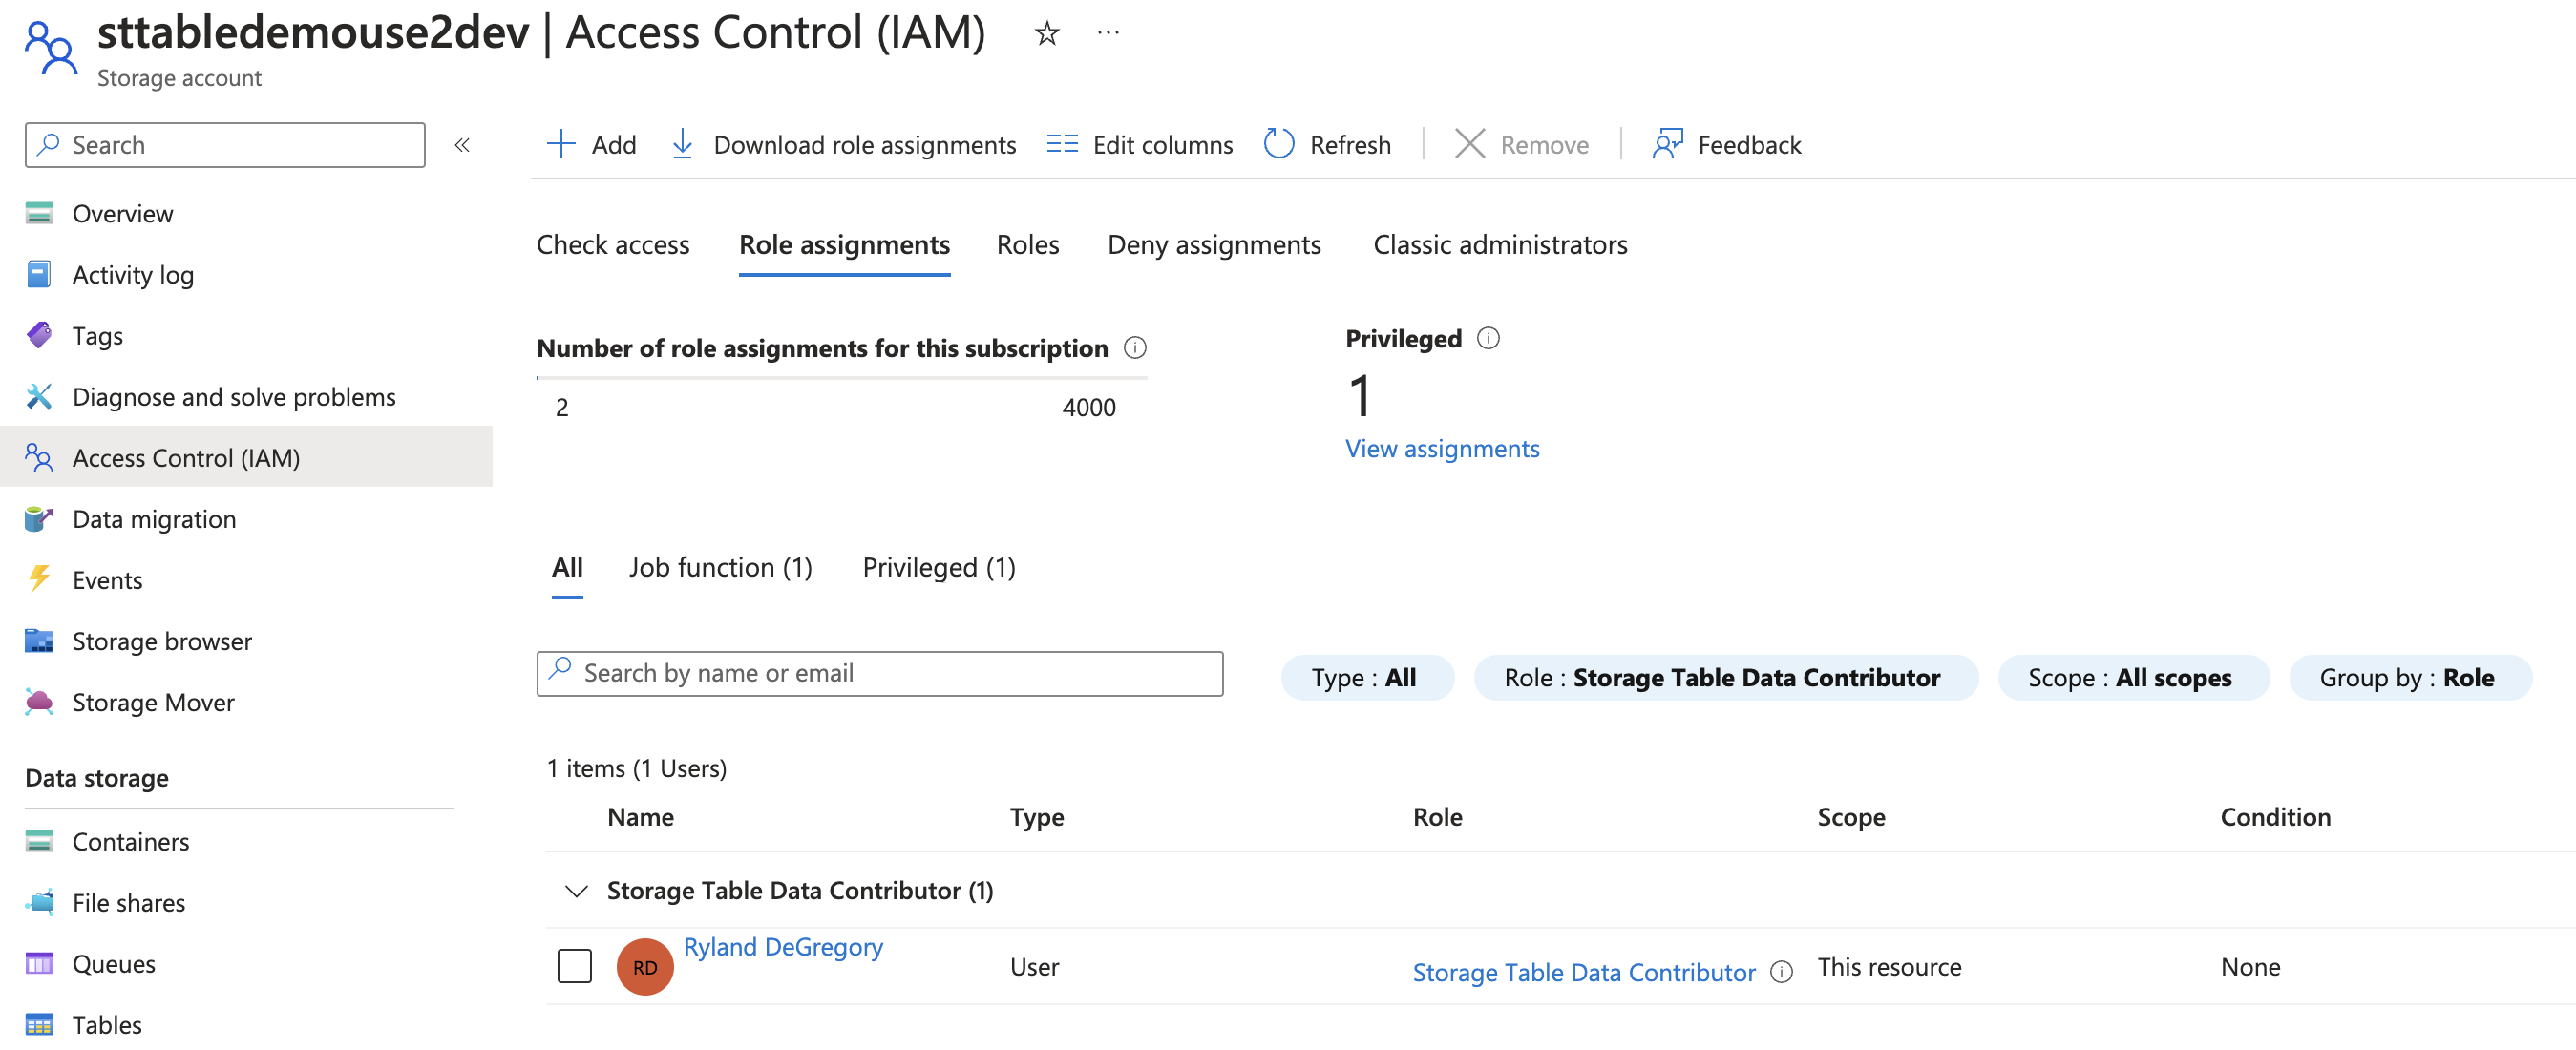 sttabledemouse2dev | Access Control (IAM) ☆ ...
Storage account
Search «
Overview
Activity log
Tags
Diagnose and solve problems
Access Control (IAM)
Data migration
Events
Storage browser
Storage Mover
Data storage
Containers
File shares
Queues
Tables
Add Download role assignments Edit columns Refresh Remove Feedback
Check access Role assignments Roles Deny assignments Classic administrators
Number of role assignments for this subscription
2 4000
Privileged
1
View assignments
All Job function (1) Privileged (1)
Search by name or email Type : All Role : Storage Table Data Contributor Scope : All scopes Group by : Role
1 items (1 Users)
Name Type Role Scope Condition
Storage Table Data Contributor (1)
RD Ryland DeGregory User Storage Table Data Contributor This resource None